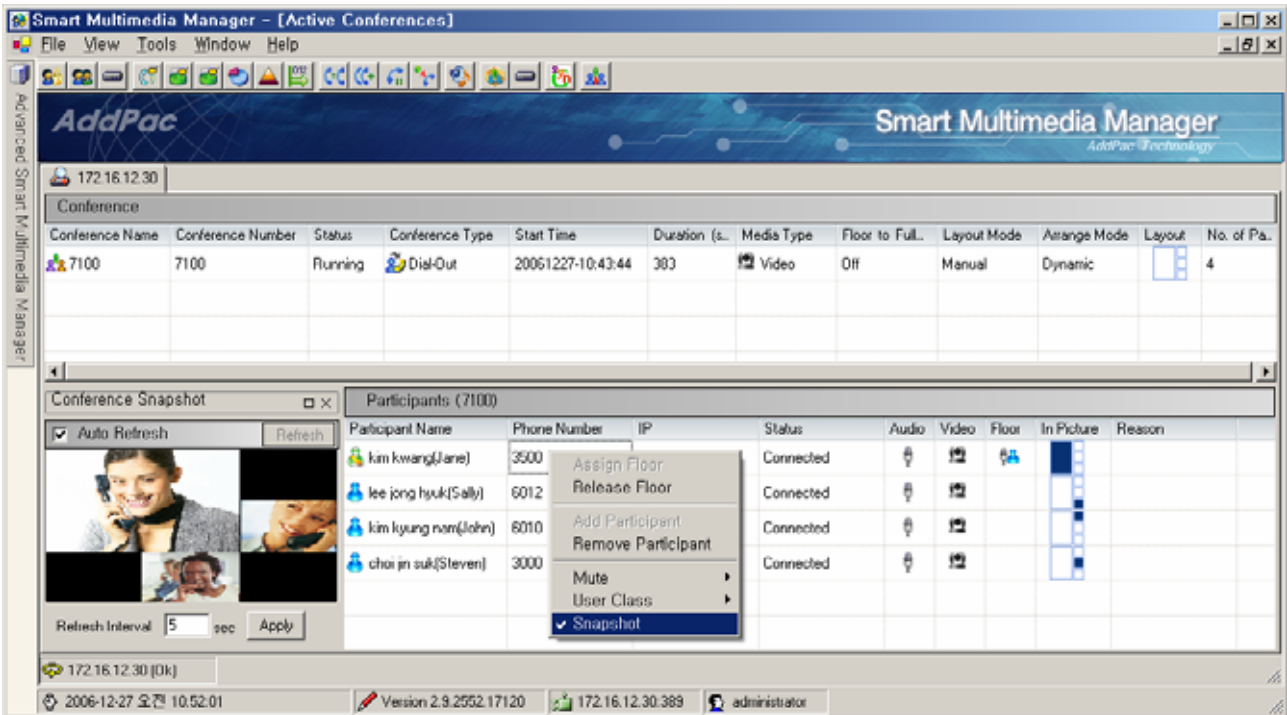 Smart Multimedia Manager - [Active Conferences]
File View Tools Window Help
Advanced Smart Multimedia Manager
AddPac
Smart Multimedia Manager
AddPac Technology
172.16.12.30
Conference
Conference Name Conference Number Status Conference Type Start Time Duration (s... Media Type Floor to Full... Layout Mode Arrange Mode Layout No. of Pa...
7100 7100 Running Dial-Out 20061227-10:43:44 383 Video Off Manual Dynamic 4
Conference Snapshot
Participants (7100)
Auto Refresh Refresh
Participant Name Phone Number IP Status Audio Video Floor In Picture Reason
kim kwang(Jane) 3500 Connected
lee jong hyuk(Sally) 6012 Connected
kim kyung nam(John) 6010 Connected
choi jin suk(Steven) 3000 Connected
Assign Floor
Release Floor
Add Participant
Remove Participant
Mute
User Class
Snapshot
Refresh Interval 5 sec Apply
172.16.12.30 (Ok)
2006-12-27 오전 10:52:01 Version 2.9.2552.17120 172.16.12.30:389 administrator